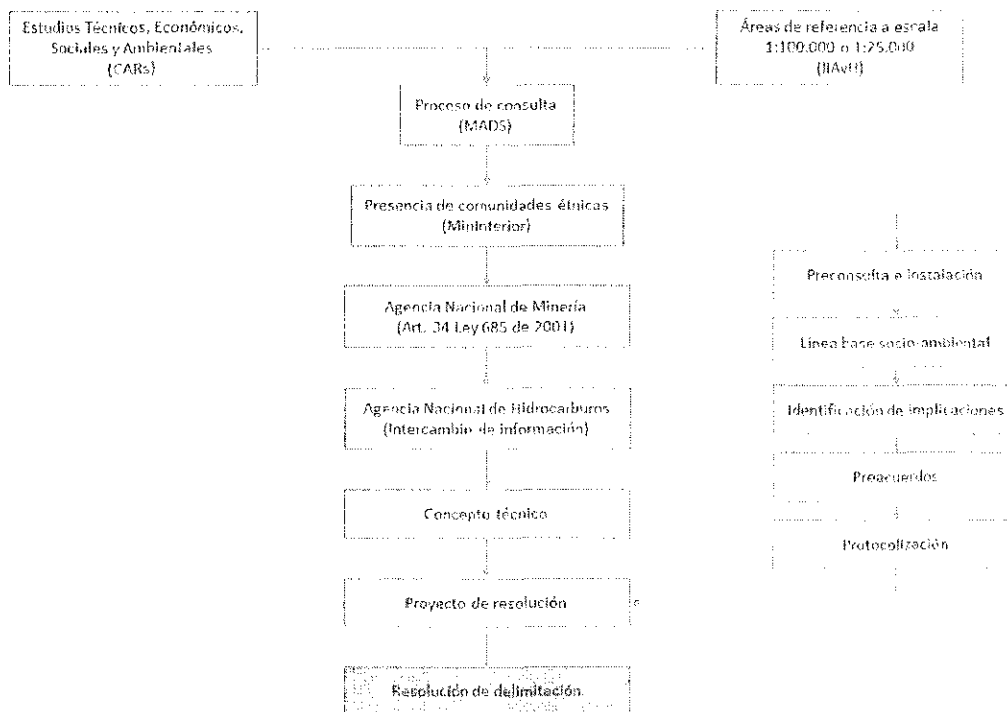 Estudios Técnicos, Económicos,
Sociales y Ambientales
(CARs)
Áreas de referencia a escala
1:100.000 o 1:25.000
(IIAvH)
Proceso de consulta
(MADS)
Presencia de comunidades étnicas
(MinInterior)
Agencia Nacional de Minería
(Art. 34 Ley 685 de 2001)
Agencia Nacional de Hidrocarburos
(Intercambio de información)
Concepto técnico
Proyecto de resolución
Resolución de delimitación
Preconsulta e instalación
Línea base socio-ambiental
Identificación de implicaciones
Preacuerdos
Protocolización